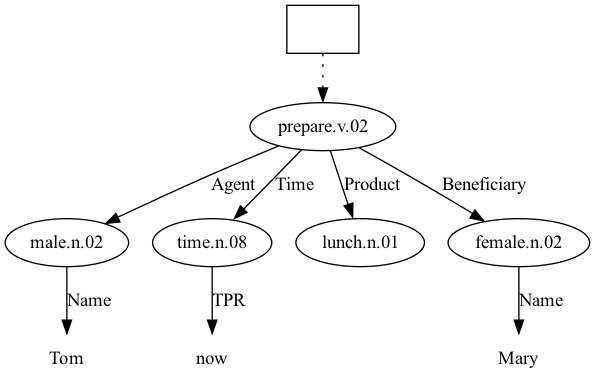 prepare.v.02
Agent Time Product Beneficiary
male.n.02 time.n.08 lunch.n.01 female.n.02
Name TPR Name
Tom now Mary